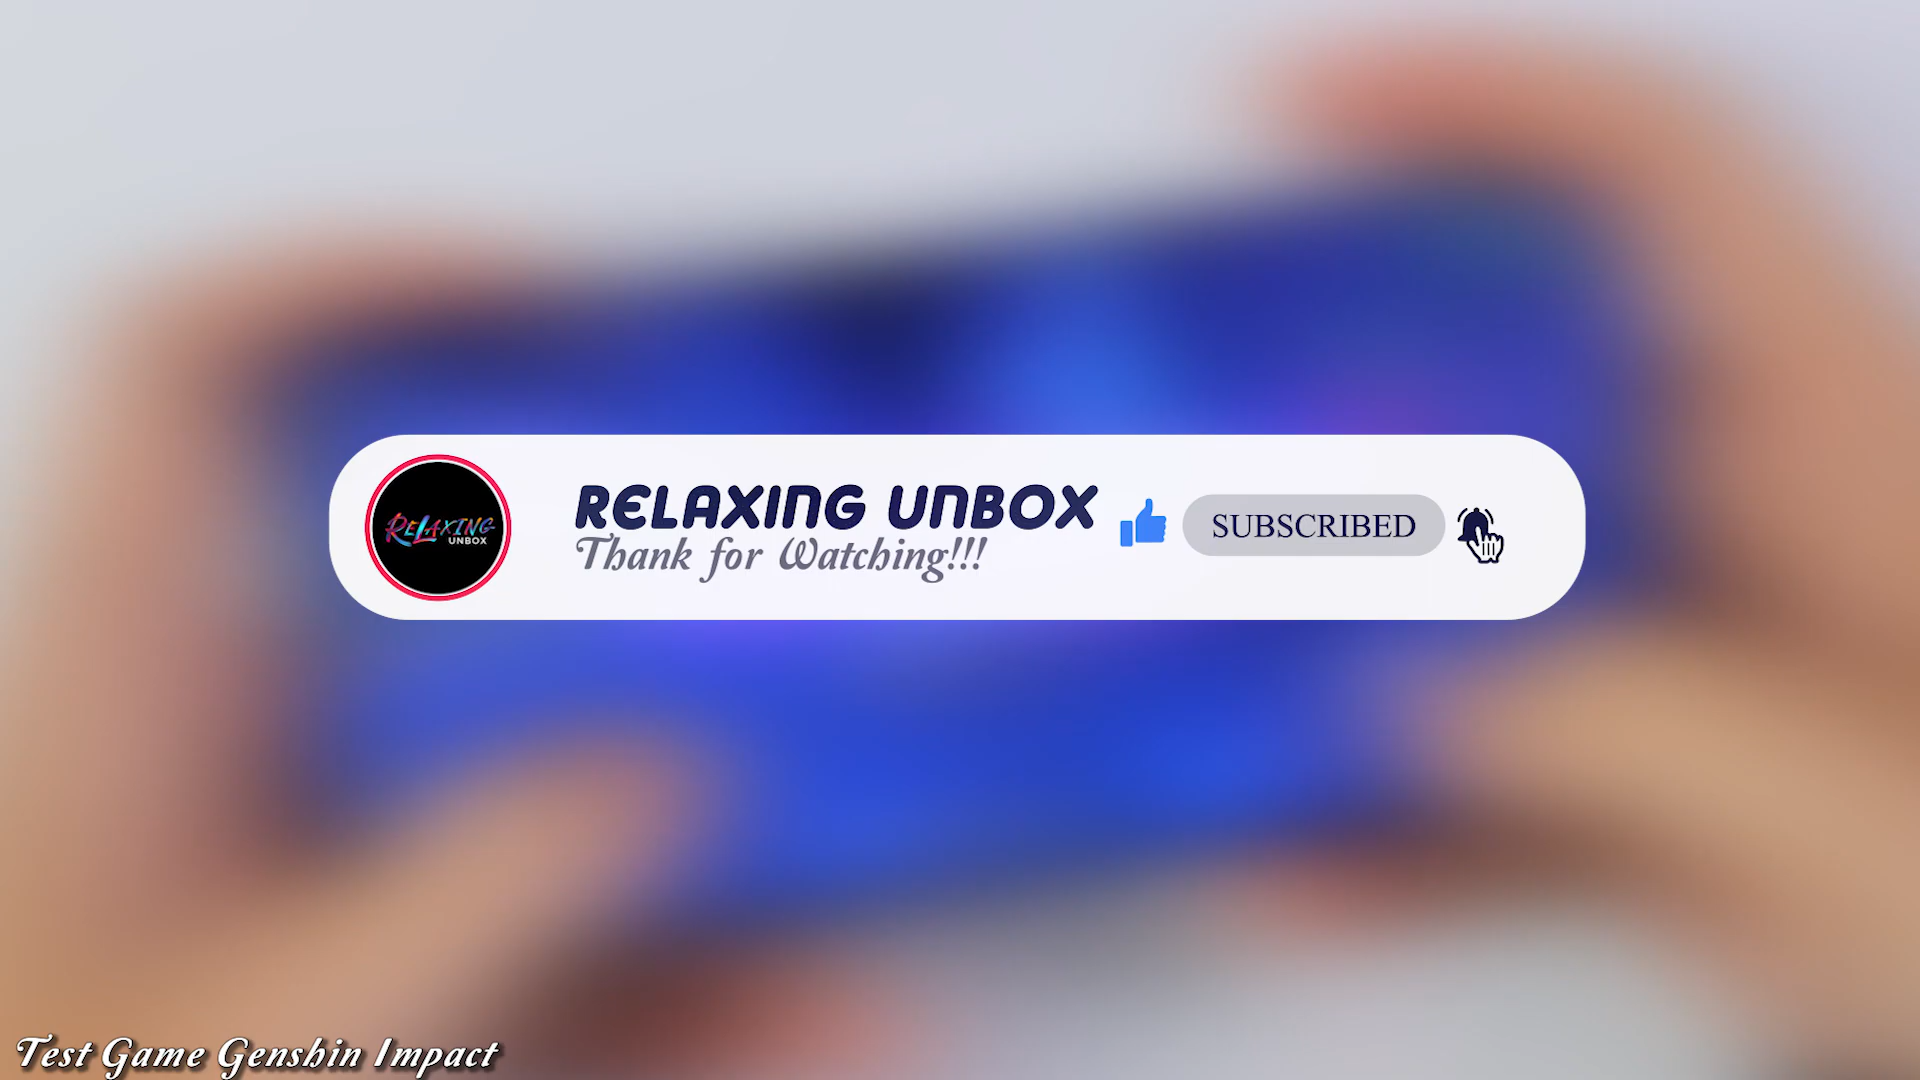 RELAXING
UNBOX
RELAXING UNBOX
Thank for Watching!!!
SUBSCRIBED
Test Game Genshin Impact